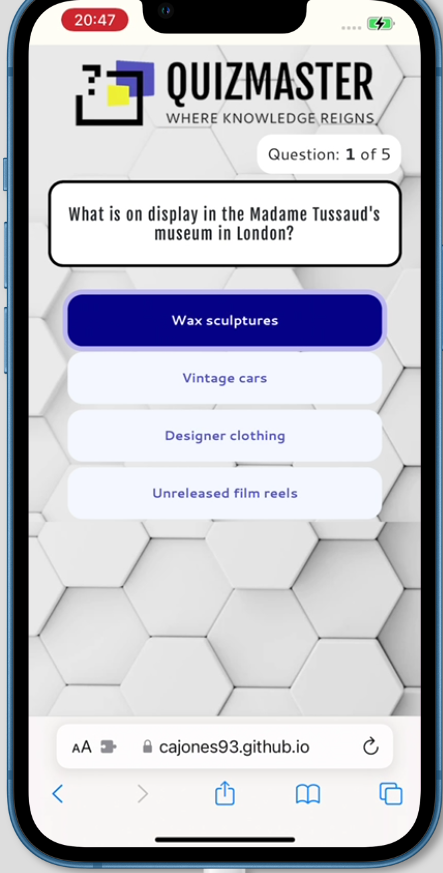 20:47
?
QUIZMASTER
WHERE KNOWLEDGE REIGNS
Question: 1 of 5
What is on display in the Madame Tussaud's
museum in London?
Wax sculptures
Vintage cars
Designer clothing
Unreleased film reels
AA
cajones93.github.io